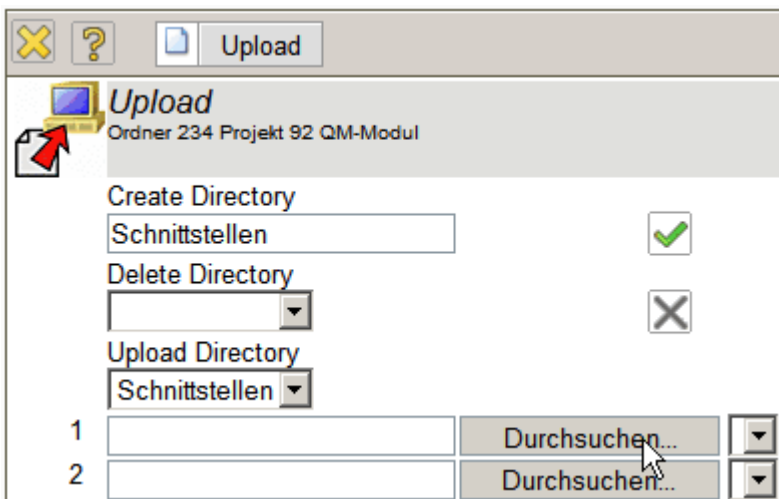 Upload
Upload
Ordner 234 Projekt 92 QM-Modul
Create Directory
Schnittstellen
Delete Directory
Upload Directory
Schnittstellen
1 Durchsuchen...
2 Durchsuchen...